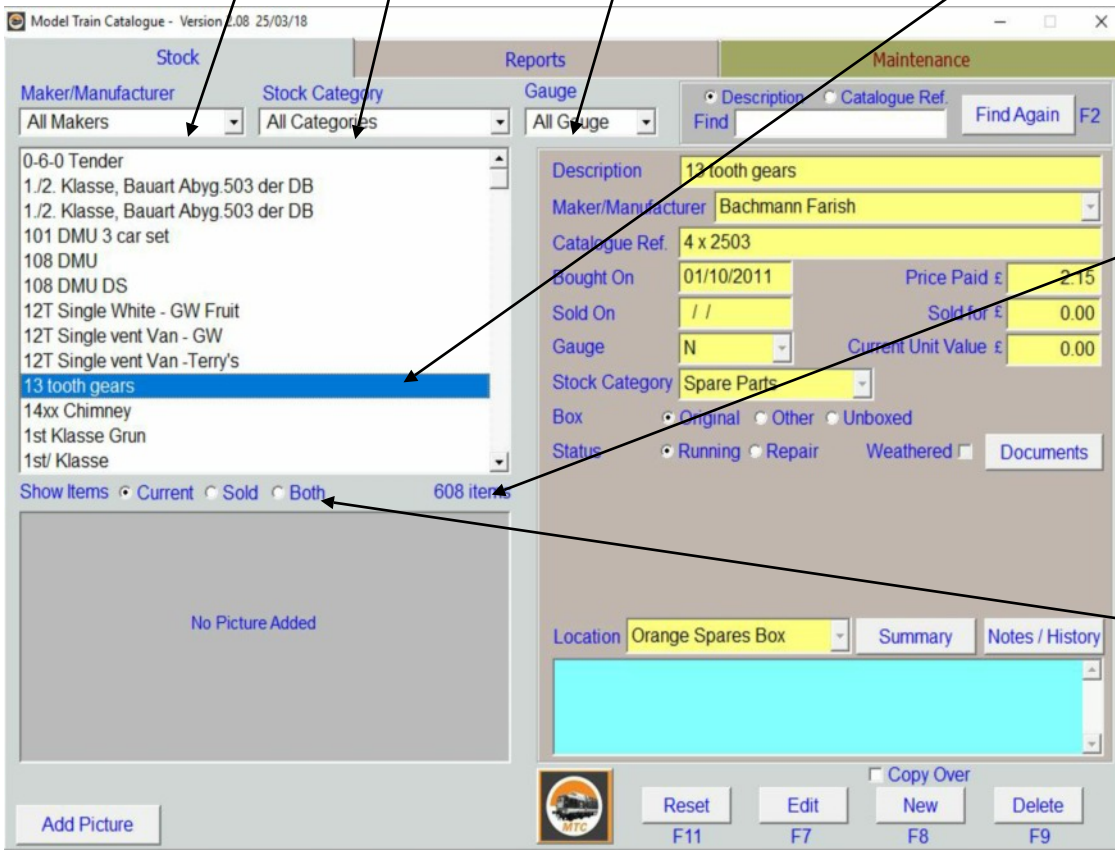 Model Train Catalogue - Version 2.08 25/03/18
Stock Reports Maintenance
Maker/Manufacturer Stock Category Gauge
All Makers All Categories All Gauge
Description Catalogue Ref.
Find Find Again F2
0-6-0 Tender
1./2. Klasse, Bauart Abyg.503 der DB
1./2. Klasse, Bauart Abyg.503 der DB
101 DMU 3 car set
108 DMU
108 DMU DS
12T Single White - GW Fruit
12T Single vent Van - GW
12T Single vent Van -Terry's
13 tooth gears
14xx Chimney
1st Klasse Grun
1st/ Klasse
Show Items Current Sold Both 608 items
No Picture Added
Add Picture
Description 13 tooth gears
Maker/Manufacturer Bachmann Farish
Catalogue Ref. 4 x 2503
Bought On 01/10/2011 Price Paid £ 2.15
Sold On / / Sold for £ 0.00
Gauge N Current Unit Value £ 0.00
Stock Category Spare Parts
Box Original Other Unboxed
Status Running Repair Weathered Documents
Location Orange Spares Box Summary Notes / History
Copy Over
MTC Reset Edit New Delete
F11 F7 F8 F9